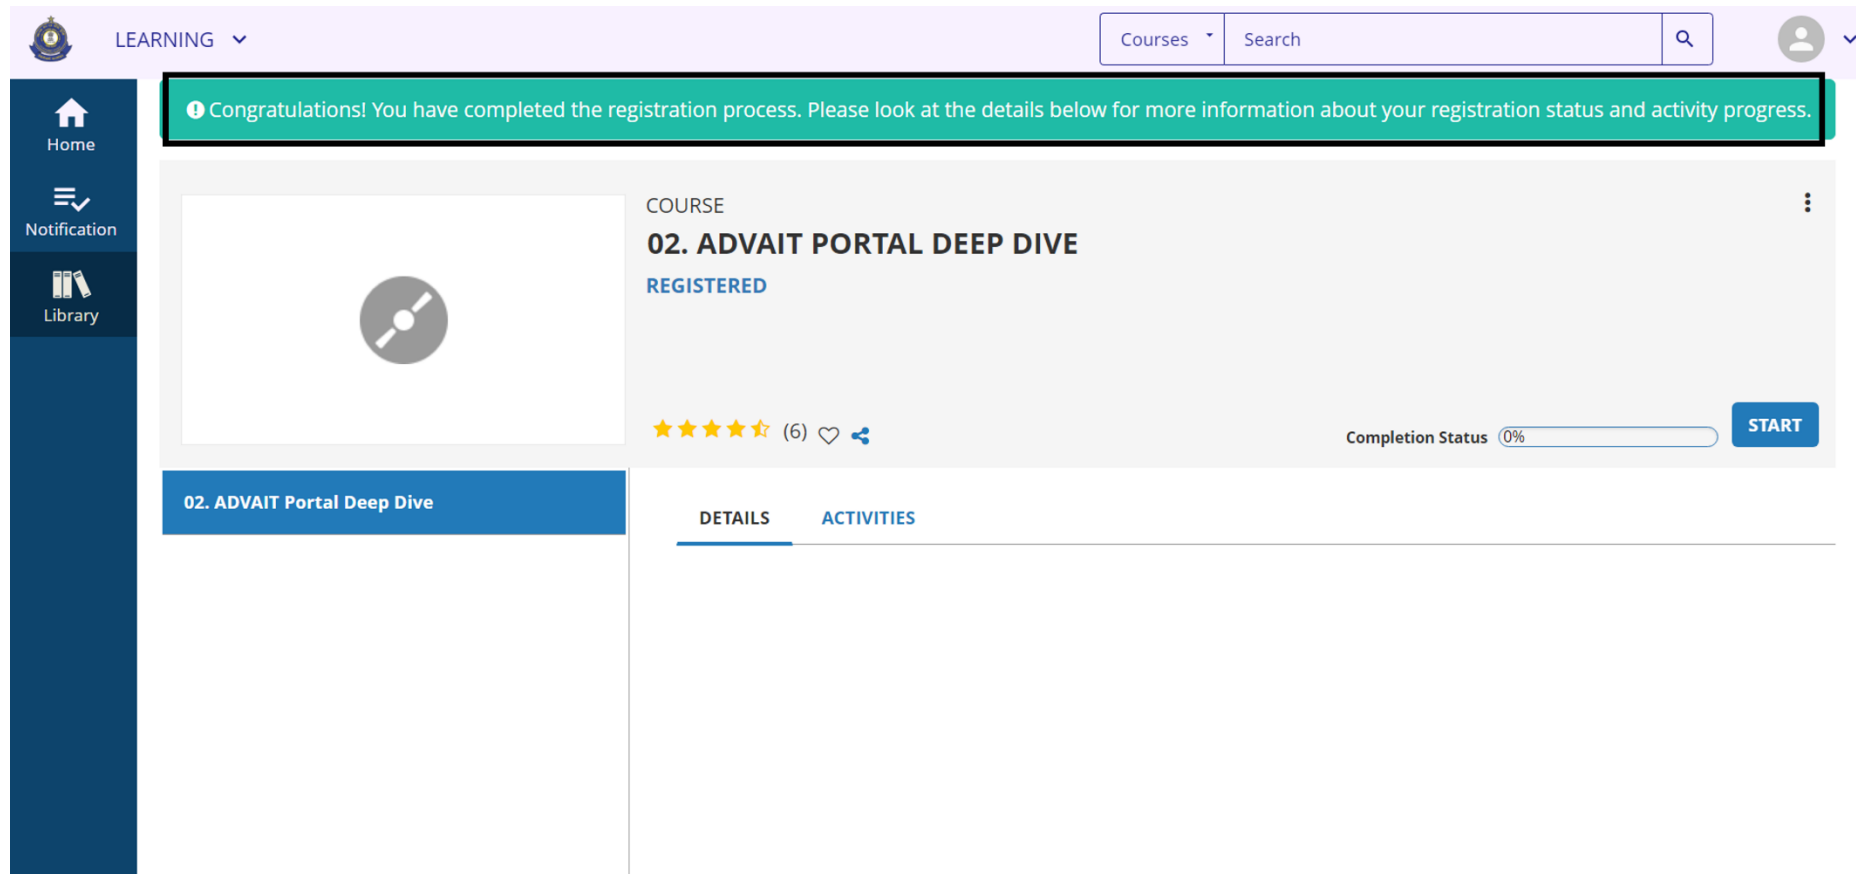 LEARNING
Courses
Search
Congratulations! You have completed the registration process. Please look at the details below for more information about your registration status and activity progress.
Home
Notification
Library
COURSE
02. ADVAIT PORTAL DEEP DIVE
REGISTERED
(6)
Completion Status 0%
START
02. ADVAIT Portal Deep Dive
DETAILS
ACTIVITIES